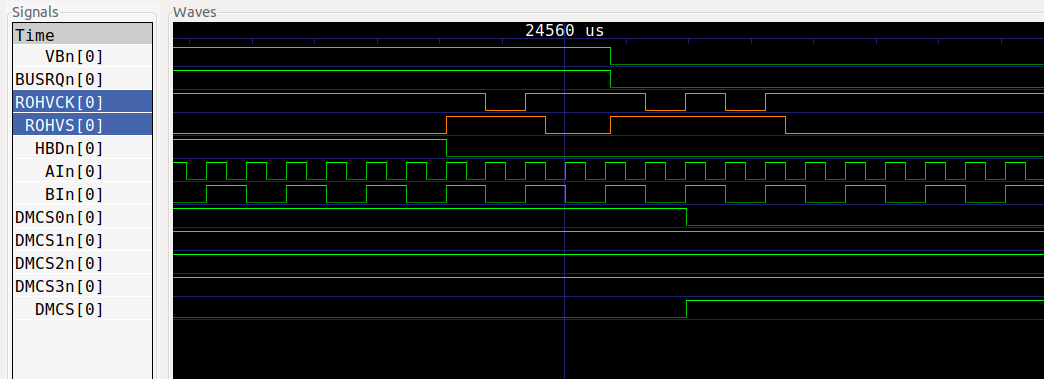 Signals
Waves
Time
24560 us
VBn[0]
BUSRQn[0]
ROHVCK[0]
ROHVS[0]
HBDn[0]
AIn[0]
BIn[0]
DMCS0n[0]
DMCS1n[0]
DMCS2n[0]
DMCS3n[0]
DMCS[0]